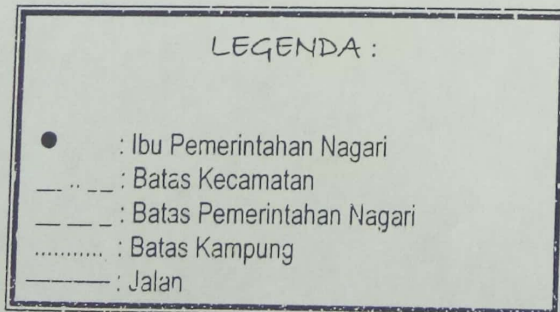 LEGENDA :
: Ibu Pemerintahan Nagari
: Batas Kecamatan
: Batas Pemerintahan Nagari
: Batas Kampung
: Jalan